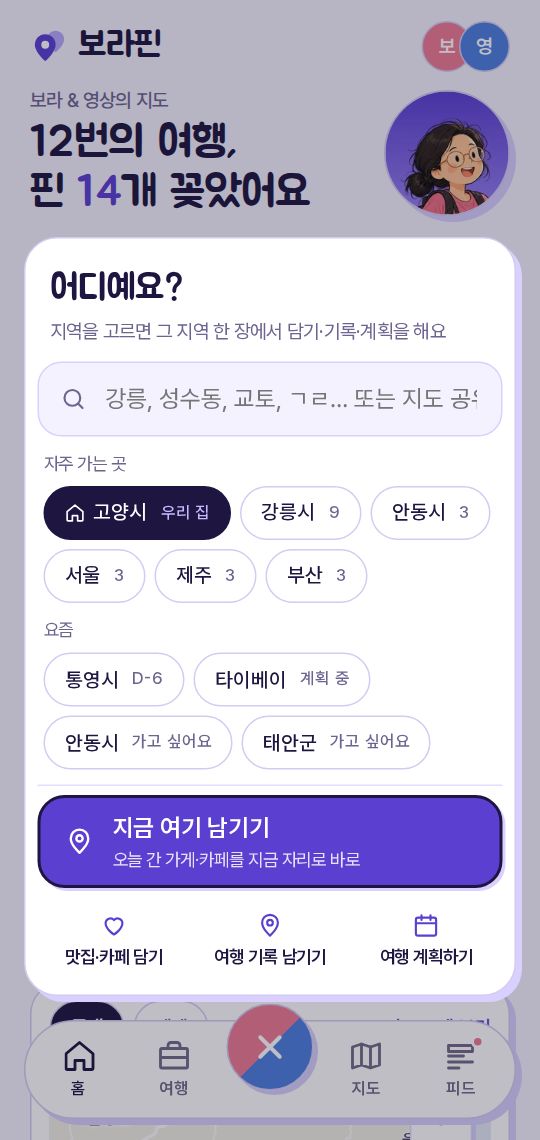 보라핀
보 영
보라 & 영상의 지도
12번의 여행,
핀 14개 꽂았어요
어디예요?
지역을 고르면 그 지역 한 장에서 담기·기록·계획을 해요
강릉, 성수동, 교토, ㄱㄹ... 또는 지도 공
자주 가는 곳
고양시 우리 집 강릉시 9 안동시 3
서울 3 제주 3 부산 3
요즘
통영시 D-6 타이베이 계획 중
안동시 가고 싶어요 태안군 가고 싶어요
지금 여기 남기기
오늘 간 가게·카페를 지금 자리로 바로
맛집·카페 담기 여행 기록 남기기 여행 계획하기
홈 여행 지도 피드